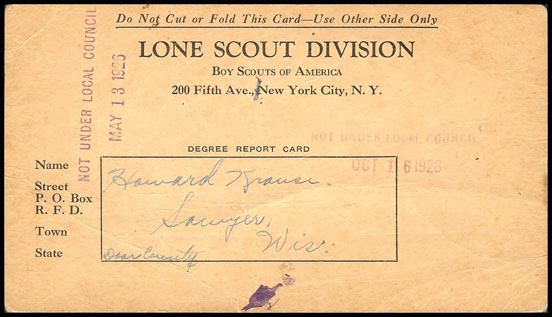 Do Not Cut or Fold This Card—Use Other Side Only
LONE SCOUT DIVISION
BOY SCOUTS OF AMERICA
200 Fifth Ave., New York City, N. Y.
NOT UNDER LOCAL COUNCIL
MAY 13 1926
NOT UNDER LOCAL COUNCIL
OCT 16 1926
DEGREE REPORT CARD
Name Howard Krause
Street
P. O. Box
R. F. D.
Town Sawyer,
Wis.
State Door County